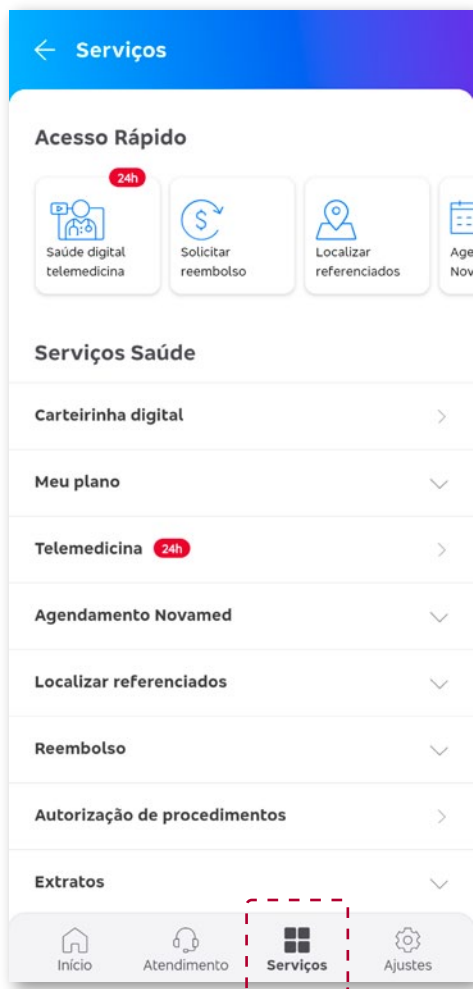 Serviços
Acesso Rápido
24h
Saúde digital
telemedicina
Solicitar
reembolso
Localizar
referenciados
Serviços Saúde
Carteirinha digital
Meu plano
Telemedicina 24h
Agendamento Novamed
Localizar referenciados
Reembolso
Autorização de procedimentos
Extratos
Início
Atendimento
Serviços
Ajustes